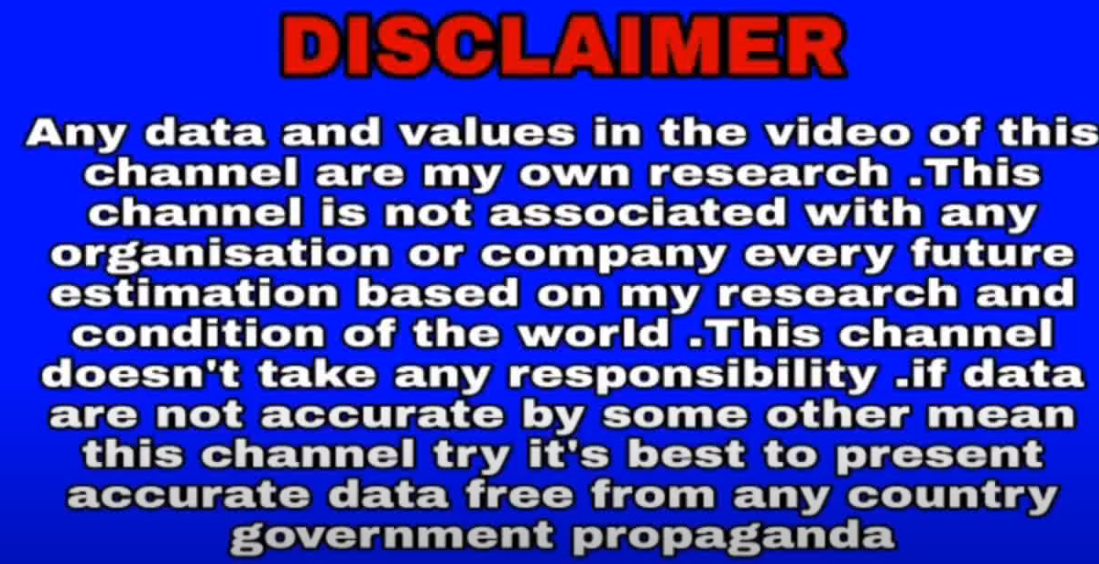 DISCLAIMER
Any data and values in the video of this
channel are my own research .This
channel is not associated with any
organisation or company every future
estimation based on my research and
condition of the world .This channel
doesn't take any responsibility .if data
are not accurate by some other mean
this channel try it's best to present
accurate data free from any country
government propaganda